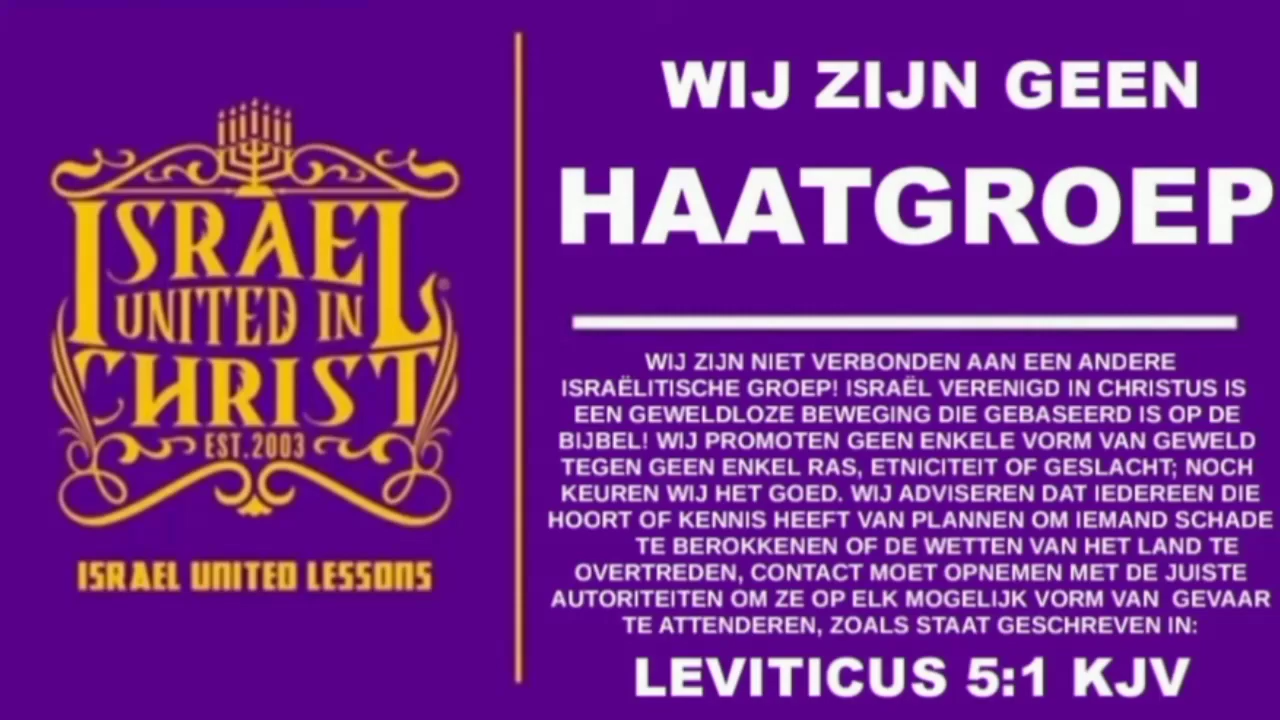 ISRAEL
UNITED IN
CHRIST
EST. 2003
ISRAEL UNITED LESSONS
WIJ ZIJN GEEN
HAATGROEP
WIJ ZIJN NIET VERBONDEN AAN EEN ANDERE
ISRAËLITISCHE GROEP! ISRAËL VERENIGD IN CHRISTUS IS
EEN GEWELDLOZE BEWEGING DIE GEBASEERD IS OP DE
BIJBEL! WIJ PROMOTEN GEEN ENKELE VORM VAN GEWELD
TEGEN GEEN ENKEL RAS, ETNICITEIT OF GESLACHT; NOCH
KEUREN WIJ HET GOED. WIJ ADVISEREN DAT IEDEREEN DIE
HOORT OF KENNIS HEEFT VAN PLANNEN OM IEMAND SCHADE
TE BEROKKENEN OF DE WETTEN VAN HET LAND TE
OVERTREDEN, CONTACT MOET OPNEMEN MET DE JUISTE
AUTORITEITEN OM ZE OP ELK MOGELIJK VORM VAN GEVAAR
TE ATTENDEREN, ZOALS STAAT GESCHREVEN IN:
LEVITICUS 5:1 KJV